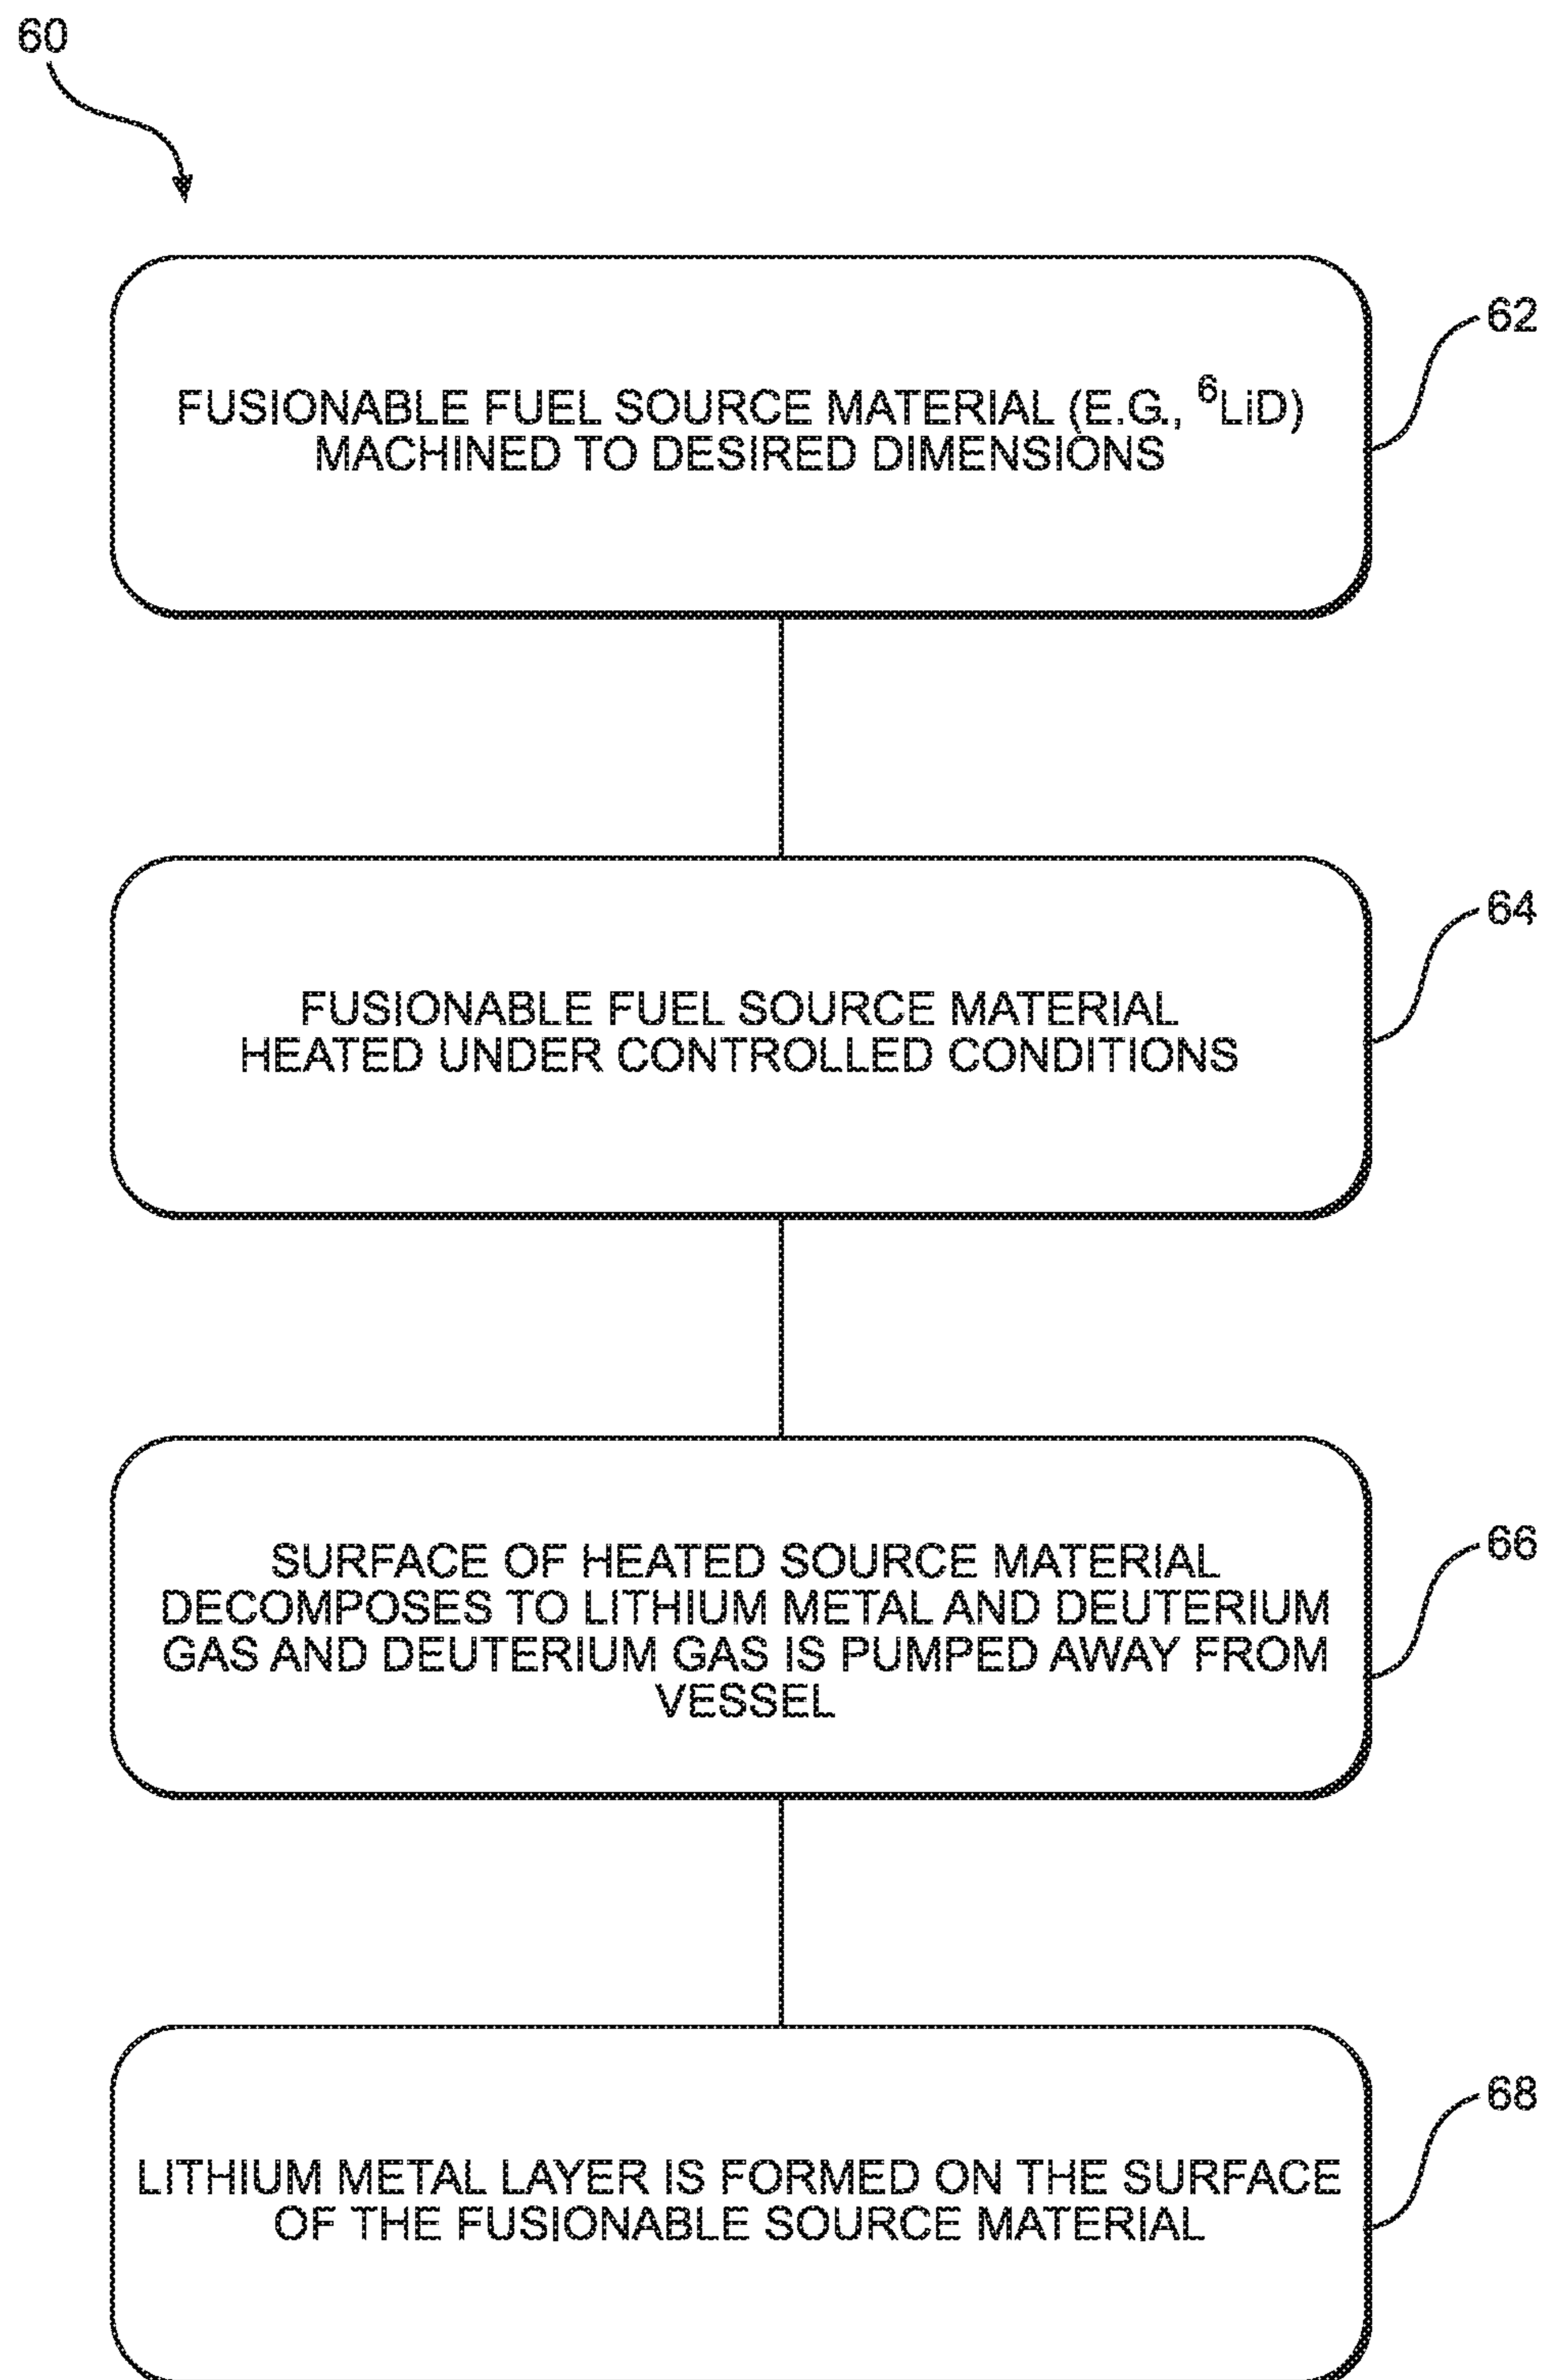 60
62
FUSIONABLE FUEL SOURCE MATERIAL (E.G., ⁶LiD)
MACHINED TO DESIRED DIMENSIONS
64
FUSIONABLE FUEL SOURCE MATERIAL
HEATED UNDER CONTROLLED CONDITIONS
66
SURFACE OF HEATED SOURCE MATERIAL
DECOMPOSES TO LITHIUM METAL AND DEUTERIUM
GAS AND DEUTERIUM GAS IS PUMPED AWAY FROM
VESSEL
68
LITHIUM METAL LAYER IS FORMED ON THE SURFACE
OF THE FUSIONABLE SOURCE MATERIAL